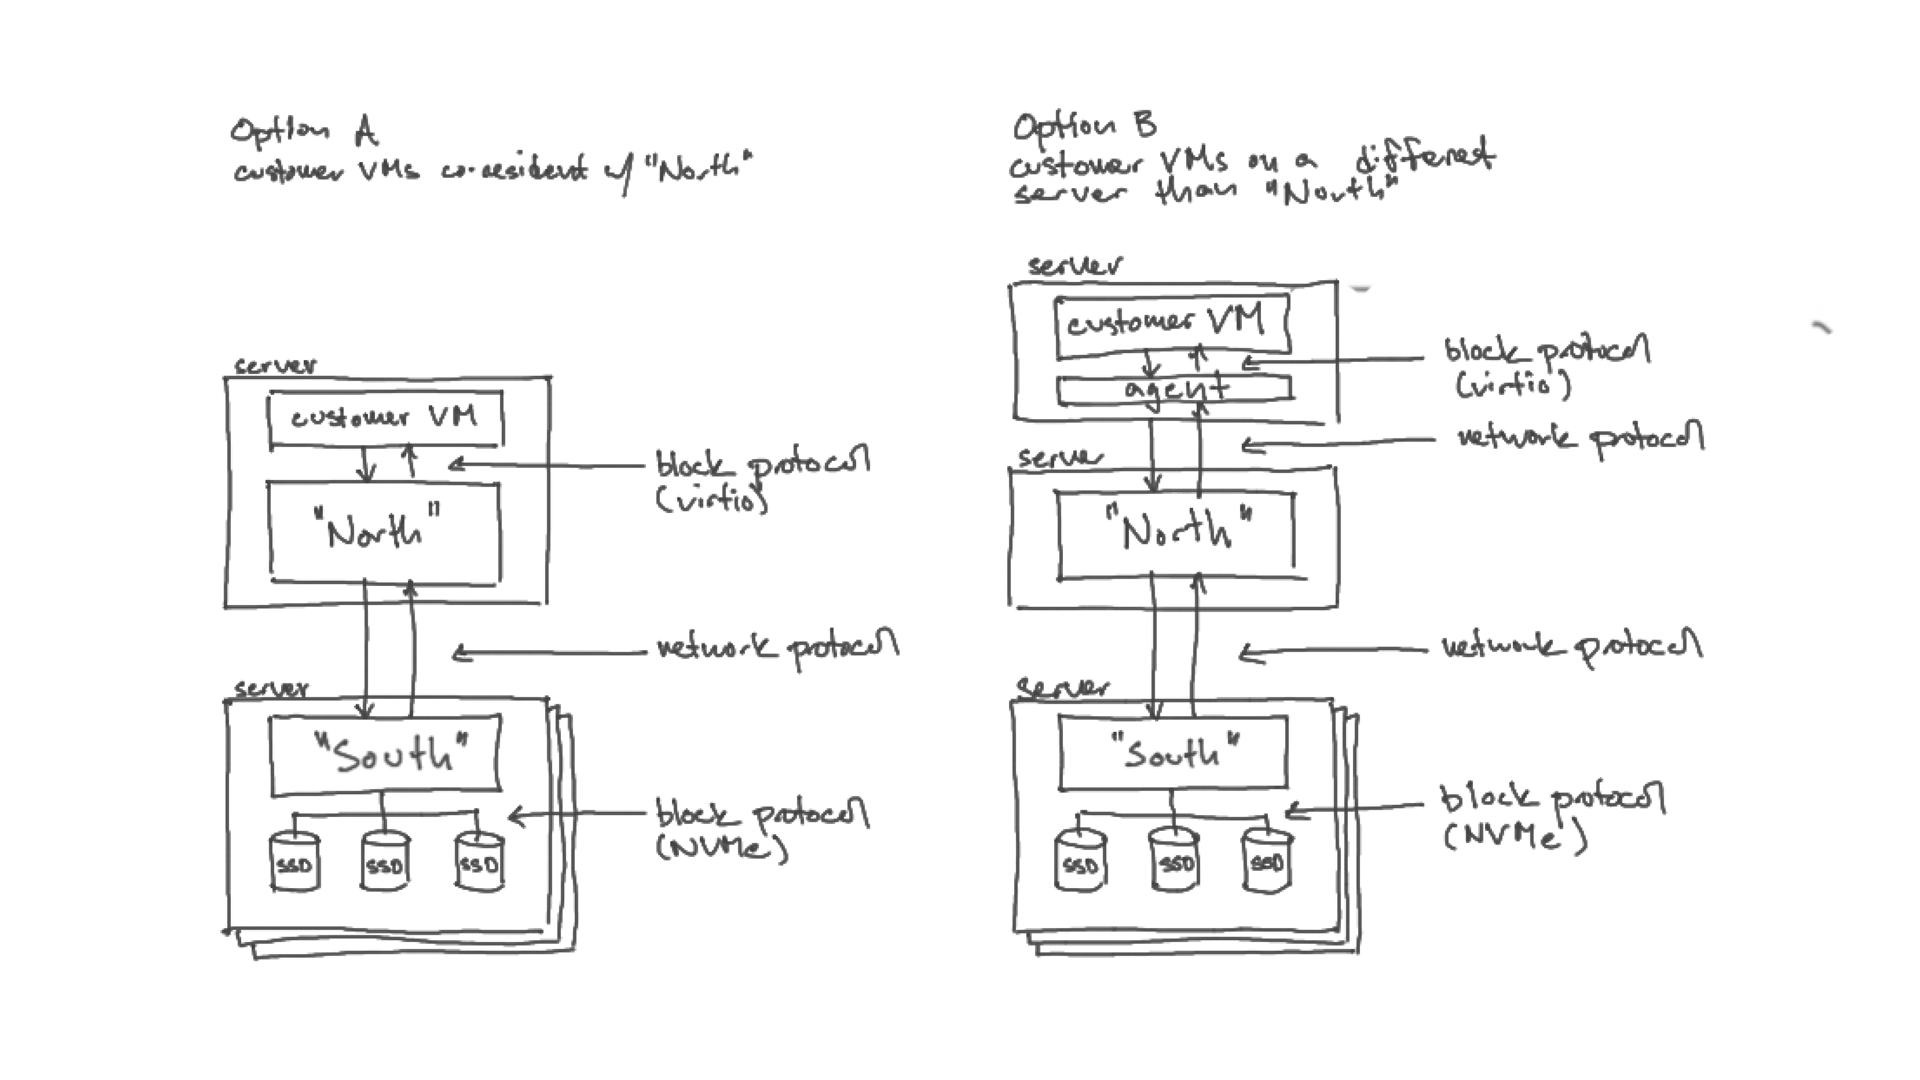 Option A
customer VMs co-resident w/ "North"
server
customer VM
block protocol
(virtio)
"North"
network protocol
server
"South"
block protocol
(NVMe)
SSD SSD SSD
Option B
customer VMs on a different
server than "North"
server
customer VM
block protocol
(virtio)
agent
network protocol
server
"North"
network protocol
server
"South"
block protocol
(NVMe)
SSD SSD SSD